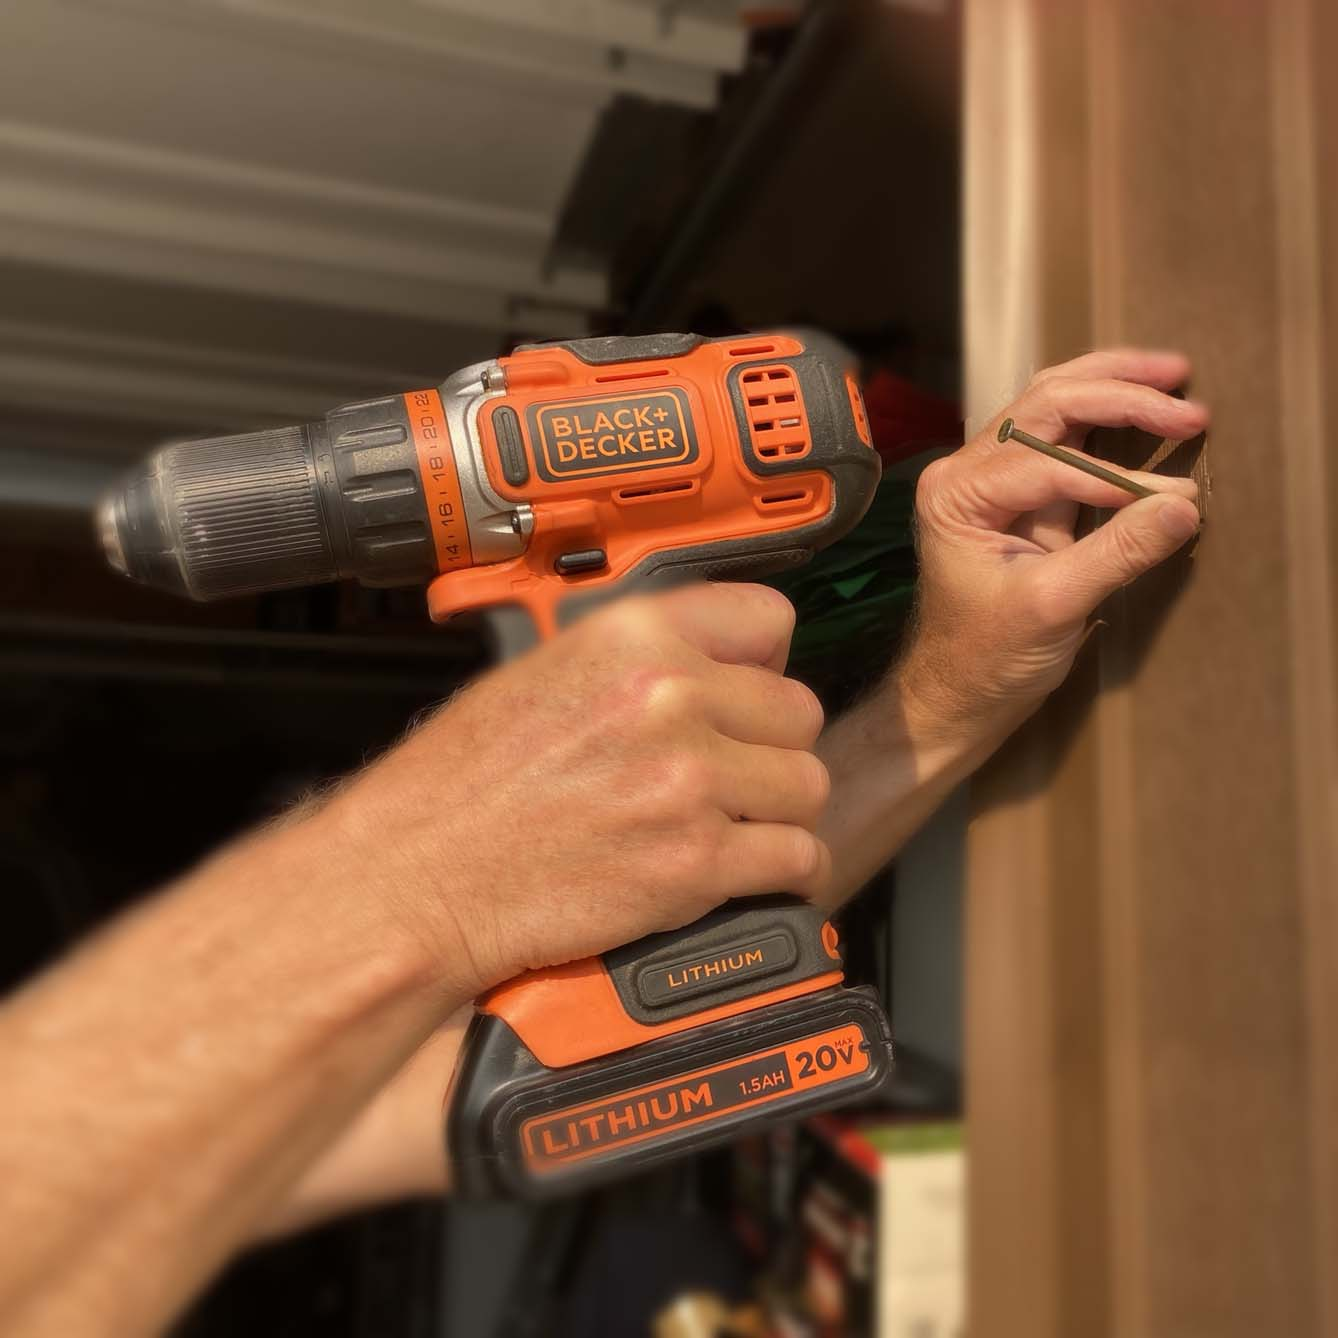 BLACK+
DECKER
14 16 18 20 22
LITHIUM
LITHIUM 1.5AH 20V MAX